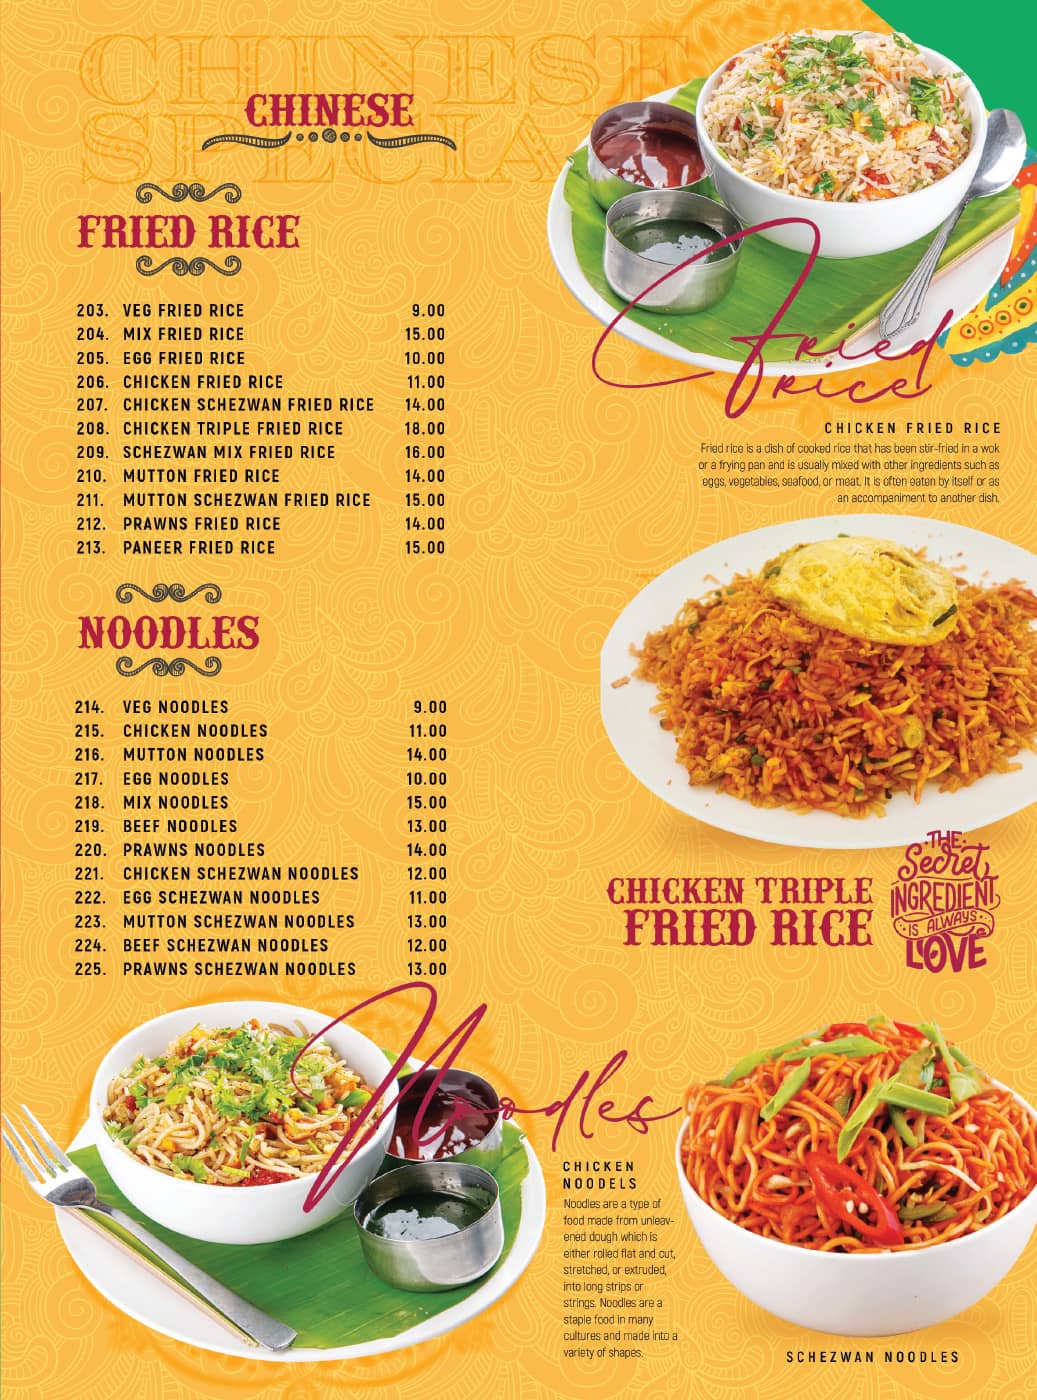 CHINESE
SPECIAL
CHINESE
FRIED RICE
203. VEG FRIED RICE 9.00
204. MIX FRIED RICE 15.00
205. EGG FRIED RICE 10.00
206. CHICKEN FRIED RICE 11.00
207. CHICKEN SCHEZWAN FRIED RICE 14.00
208. CHICKEN TRIPLE FRIED RICE 18.00
209. SCHEZWAN MIX FRIED RICE 16.00
210. MUTTON FRIED RICE 14.00
211. MUTTON SCHEZWAN FRIED RICE 15.00
212. PRAWNS FRIED RICE 14.00
213. PANEER FRIED RICE 15.00
NOODLES
214. VEG NOODLES 9.00
215. CHICKEN NOODLES 11.00
216. MUTTON NOODLES 14.00
217. EGG NOODLES 10.00
218. MIX NOODLES 15.00
219. BEEF NOODLES 13.00
220. PRAWNS NOODLES 14.00
221. CHICKEN SCHEZWAN NOODLES 12.00
222. EGG SCHEZWAN NOODLES 11.00
223. MUTTON SCHEZWAN NOODLES 13.00
224. BEEF SCHEZWAN NOODLES 12.00
225. PRAWNS SCHEZWAN NOODLES 13.00
Fried
rice
CHICKEN FRIED RICE
Fried rice is a dish of cooked rice that has been stir-fried in a wok
or a frying pan and is usually mixed with other ingredients such as
eggs, vegetables, seafood, or meat. It is often eaten by itself or as
an accompaniment to another dish.
CHICKEN TRIPLE
FRIED RICE
THE
Secret
INGREDIENT
IS ALWAYS
LOVE
Noodles
CHICKEN
NOODELS
Noodles are a type of
food made from unleav-
ened dough which is
either rolled flat and cut,
stretched, or extruded,
into long strips or
strings. Noodles are a
staple food in many
cultures and made into a
variety of shapes.
SCHEZWAN NOODLES